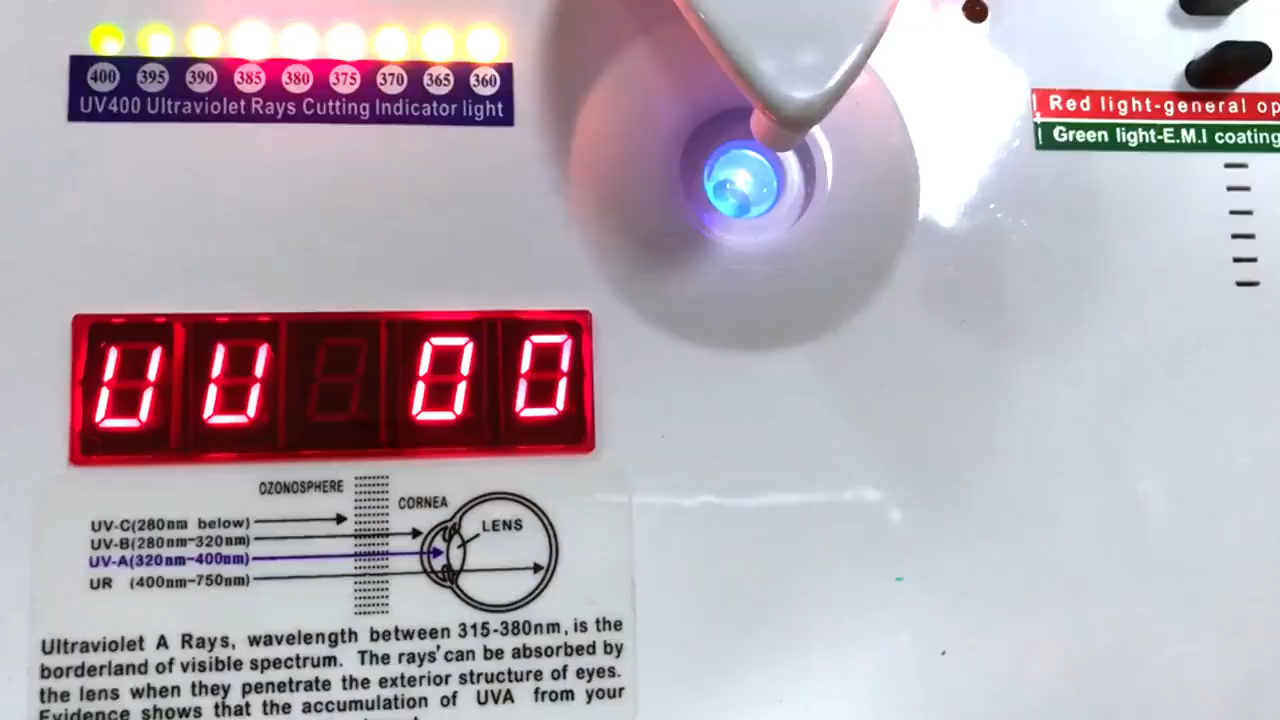 400 395 390 385 380 375 370 365 360
UV400 Ultraviolet Rays Cutting Indicator light
Red light-general op
Green light-E.M.I coating
UU 00
OZONOSPHERE
CORNEA
LENS
UV-C(280nm below)
UV-B(280nm-320nm)
UV-A(320nm-400nm)
UR (400nm-750nm)
Ultraviolet A Rays, wavelength between 315-380nm, is the
borderland of visible spectrum. The rays can be absorbed by
the lens when they penetrate the exterior structure of eyes.
Evidence shows that the accumulation of UVA from your